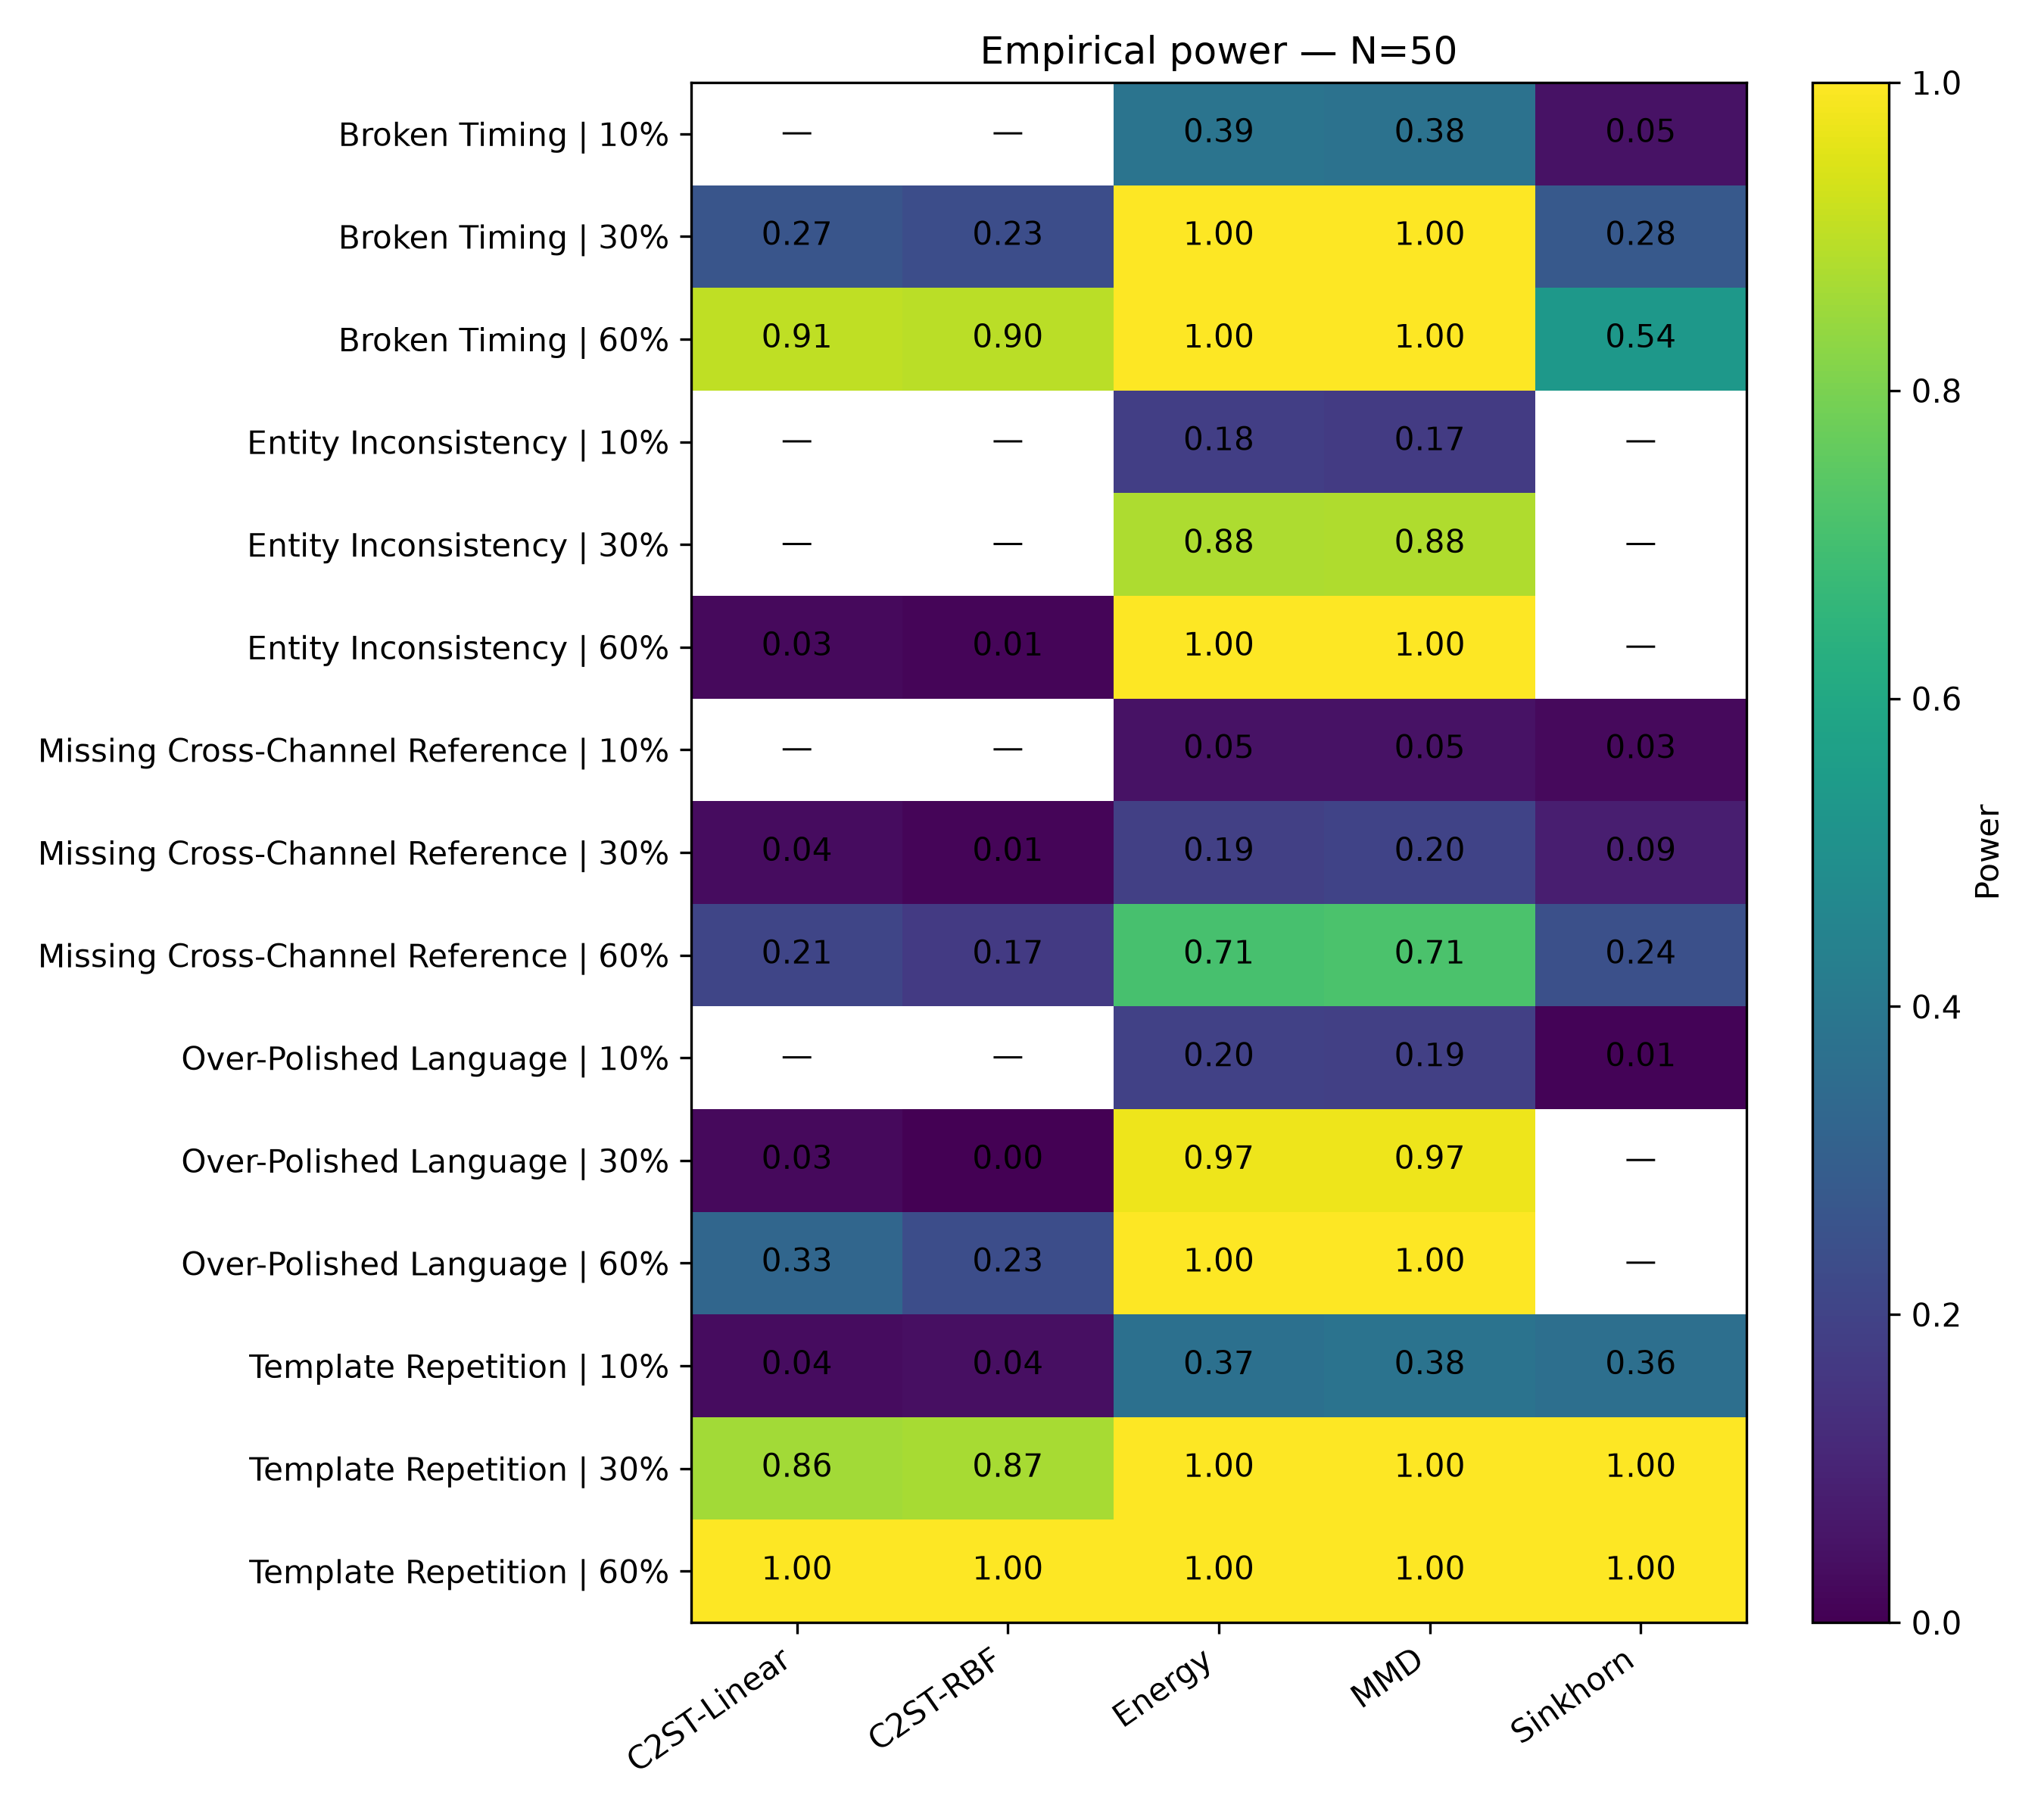 Empirical power — N=50
Broken Timing | 10% — — 0.39 0.38 0.05
Broken Timing | 30% 0.27 0.23 1.00 1.00 0.28
Broken Timing | 60% 0.91 0.90 1.00 1.00 0.54
Entity Inconsistency | 10% — — 0.18 0.17 —
Entity Inconsistency | 30% — — 0.88 0.88 —
Entity Inconsistency | 60% 0.03 0.01 1.00 1.00 —
Missing Cross-Channel Reference | 10% — — 0.05 0.05 0.03
Missing Cross-Channel Reference | 30% 0.04 0.01 0.19 0.20 0.09
Missing Cross-Channel Reference | 60% 0.21 0.17 0.71 0.71 0.24
Over-Polished Language | 10% — — 0.20 0.19 0.01
Over-Polished Language | 30% 0.03 0.00 0.97 0.97 —
Over-Polished Language | 60% 0.33 0.23 1.00 1.00 —
Template Repetition | 10% 0.04 0.04 0.37 0.38 0.36
Template Repetition | 30% 0.86 0.87 1.00 1.00 1.00
Template Repetition | 60% 1.00 1.00 1.00 1.00 1.00
C2ST-Linear C2ST-RBF Energy MMD Sinkhorn
1.0
0.8
0.6
0.4
0.2
0.0
Power